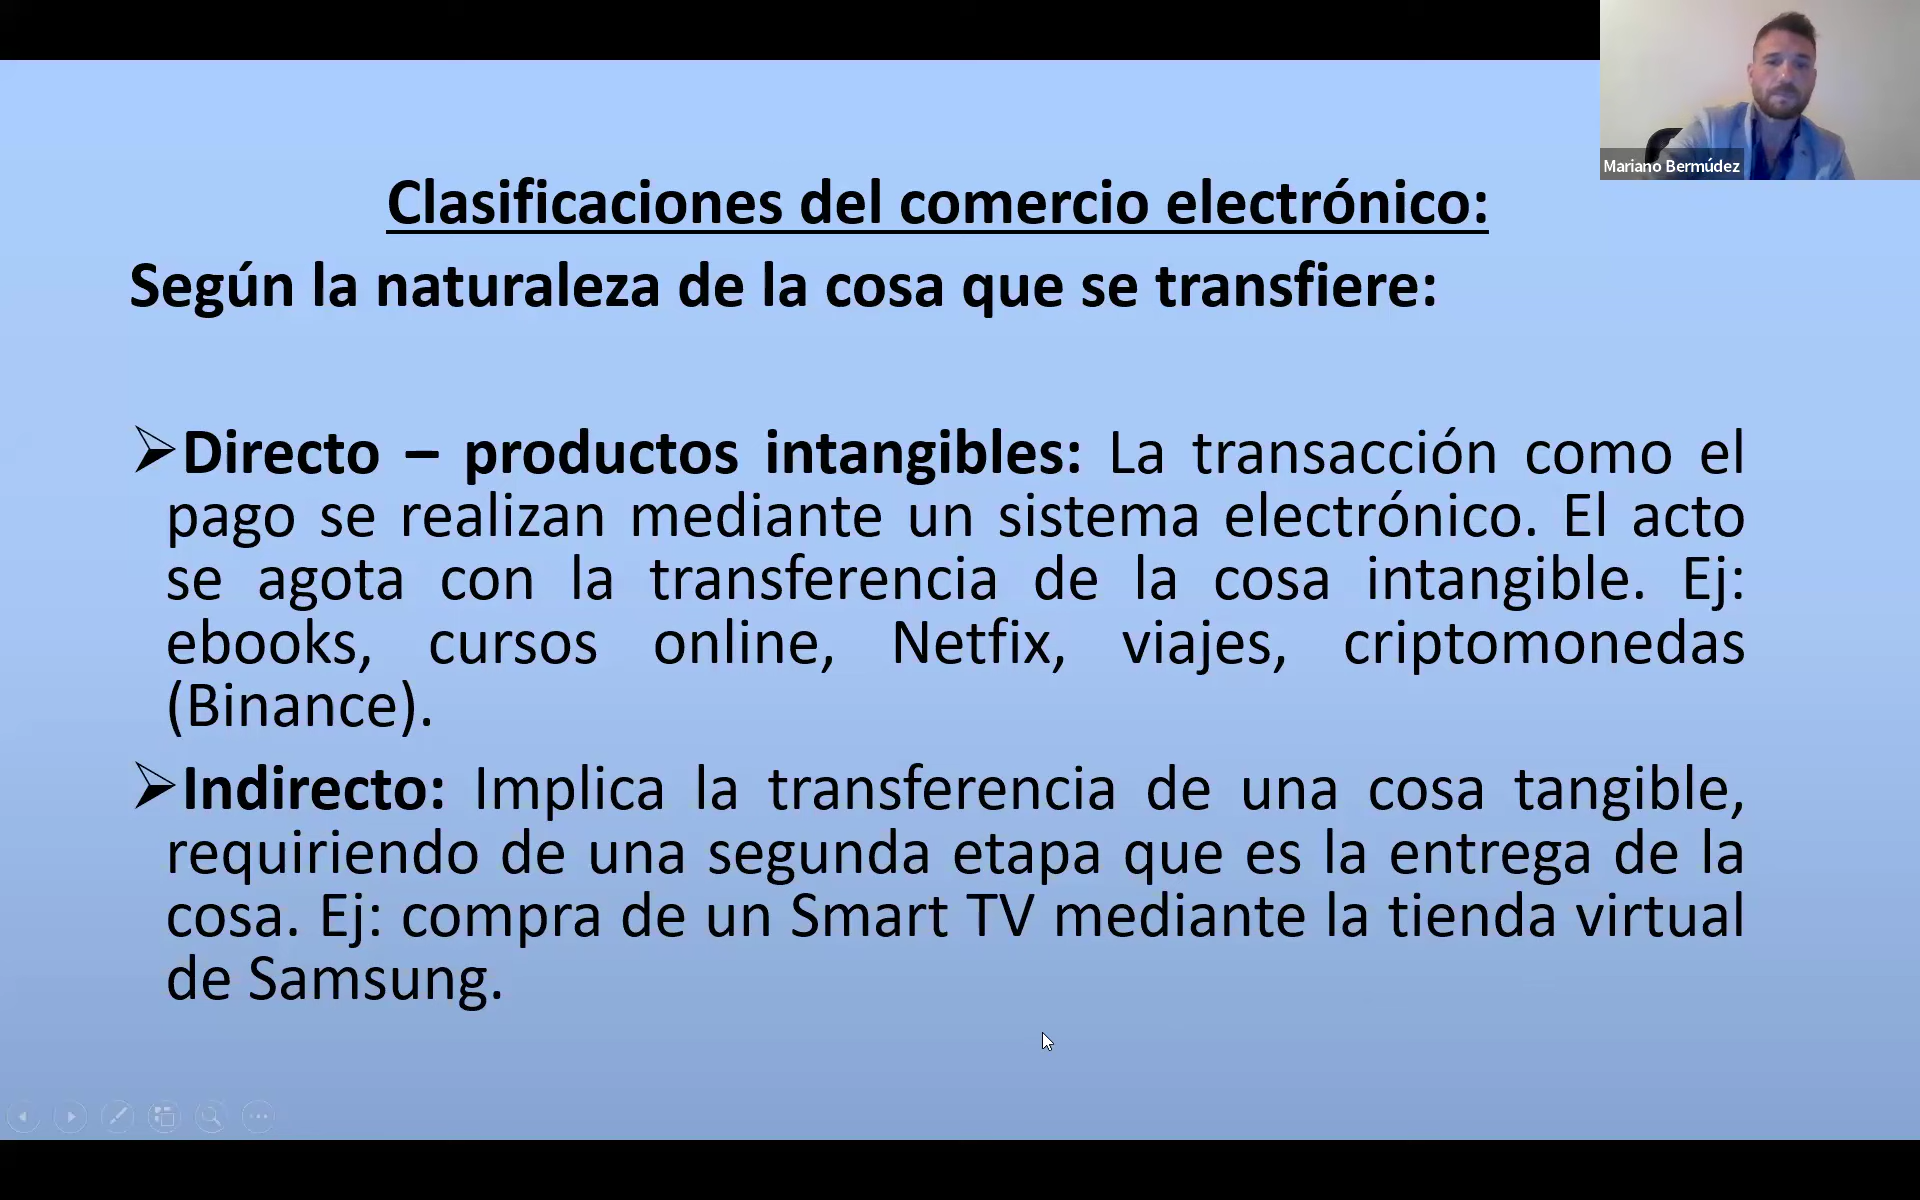 Mariano Bermúdez
Clasificaciones del comercio electrónico:
Según la naturaleza de la cosa que se transfiere:
Directo – productos intangibles: La transacción como el
pago se realizan mediante un sistema electrónico. El acto
se agota con la transferencia de la cosa intangible. Ej:
ebooks, cursos online, Netfix, viajes, criptomonedas
(Binance).
Indirecto: Implica la transferencia de una cosa tangible,
requiriendo de una segunda etapa que es la entrega de la
cosa. Ej: compra de un Smart TV mediante la tienda virtual
de Samsung.